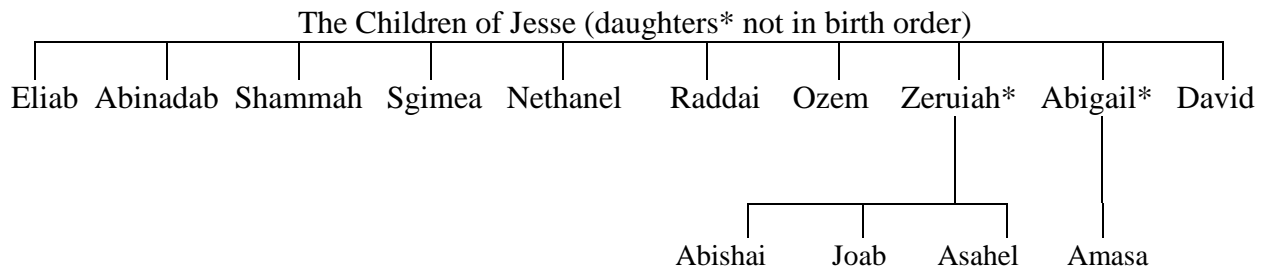 The Children of Jesse (daughters* not in birth order)
Eliab Abinadab Shammah Sgimea Nethanel Raddai Ozem Zeruiah* Abigail* David
Abishai Joab Asahel Amasa